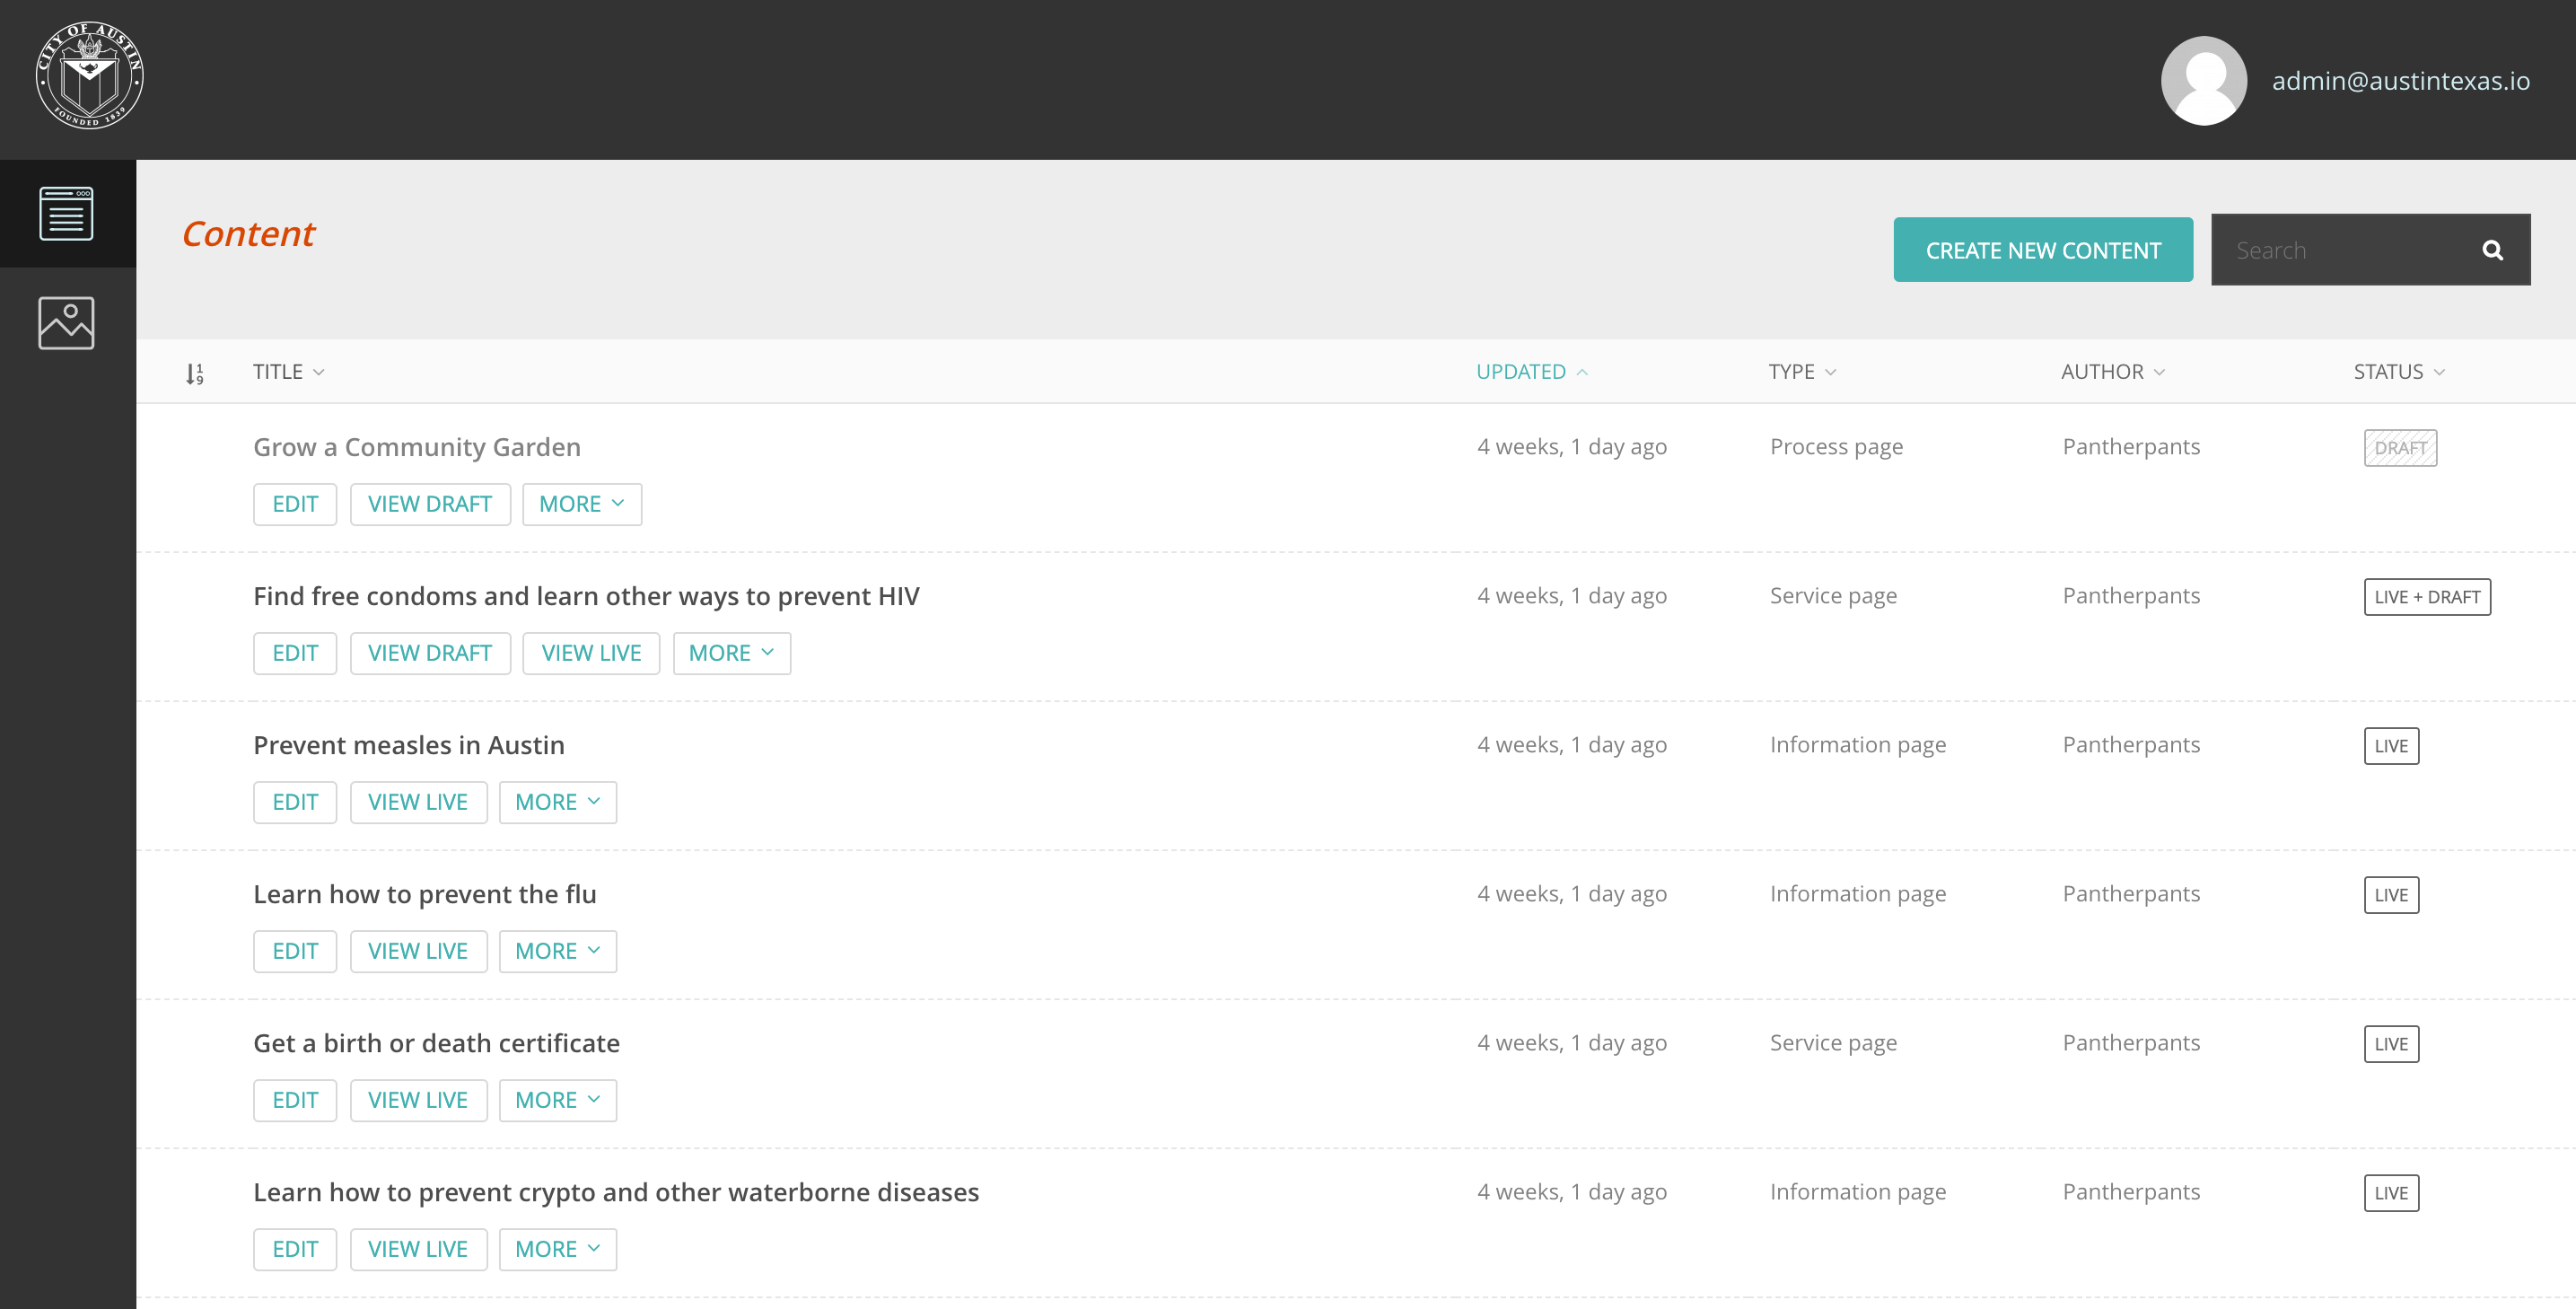 CITY OF AUSTIN
FOUNDED 1839
admin@austintexas.io
Content
CREATE NEW CONTENT
Search
1
9
TITLE UPDATED TYPE AUTHOR STATUS
Grow a Community Garden 4 weeks, 1 day ago Process page Pantherpants DRAFT
EDIT VIEW DRAFT MORE
Find free condoms and learn other ways to prevent HIV 4 weeks, 1 day ago Service page Pantherpants LIVE + DRAFT
EDIT VIEW DRAFT VIEW LIVE MORE
Prevent measles in Austin 4 weeks, 1 day ago Information page Pantherpants LIVE
EDIT VIEW LIVE MORE
Learn how to prevent the flu 4 weeks, 1 day ago Information page Pantherpants LIVE
EDIT VIEW LIVE MORE
Get a birth or death certificate 4 weeks, 1 day ago Service page Pantherpants LIVE
EDIT VIEW LIVE MORE
Learn how to prevent crypto and other waterborne diseases 4 weeks, 1 day ago Information page Pantherpants LIVE
EDIT VIEW LIVE MORE